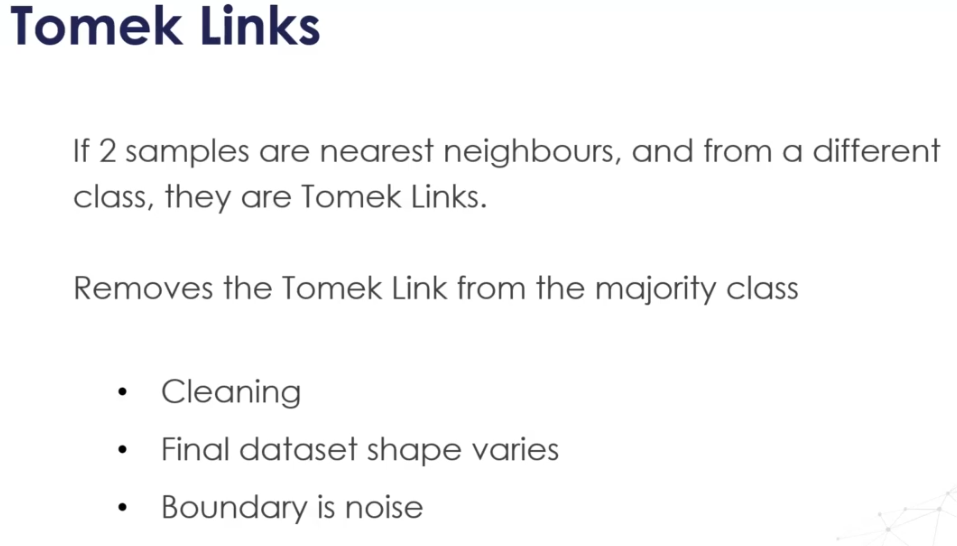 Tomek Links
If 2 samples are nearest neighbours, and from a different
class, they are Tomek Links.
Removes the Tomek Link from the majority class
• Cleaning
• Final dataset shape varies
• Boundary is noise